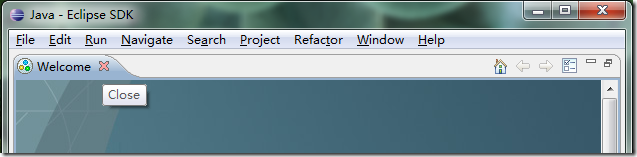 Java - Eclipse SDK
File Edit Run Navigate Search Project Refactor Window Help
Welcome
Close